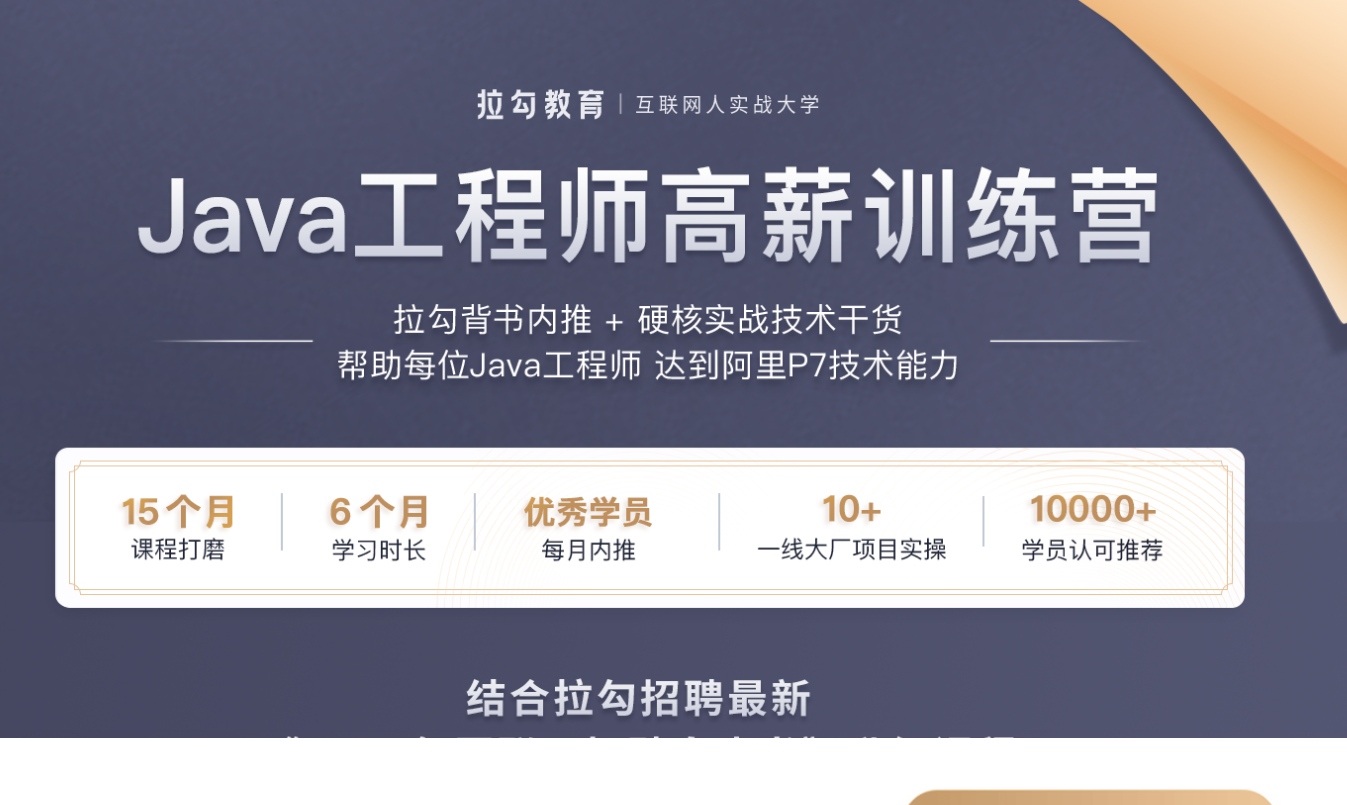 拉勾教育 | 互联网人实战大学
Java工程师高薪训练营
拉勾背书内推 + 硬核实战技术干货
帮助每位Java工程师 达到阿里P7技术能力
15个月 6个月 优秀学员 10+ 10000+
课程打磨 学习时长 每月内推 一线大厂项目实操 学员认可推荐
结合拉勾招聘最新